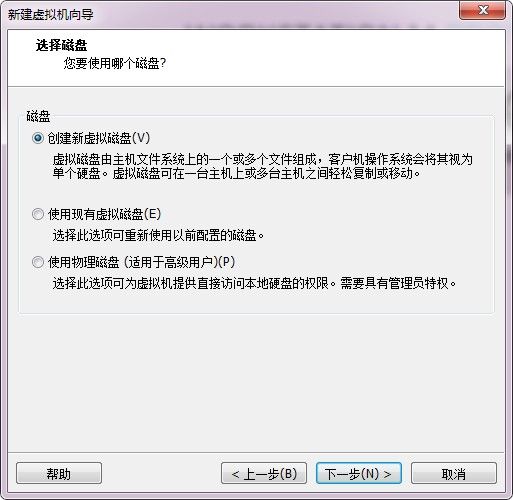 新建虚拟机向导
选择磁盘
您要使用哪个磁盘?
磁盘
创建新虚拟磁盘(V)
虚拟磁盘由主机文件系统上的一个或多个文件组成，客户机操作系统会将其视为
单个硬盘。虚拟磁盘可在一台主机上或多台主机之间轻松复制或移动。
使用现有虚拟磁盘(E)
选择此选项可重新使用以前配置的磁盘。
使用物理磁盘 (适用于高级用户)(P)
选择此选项可为虚拟机提供直接访问本地硬盘的权限。需要具有管理员特权。
帮助 < 上一步(B) 下一步(N) > 取消